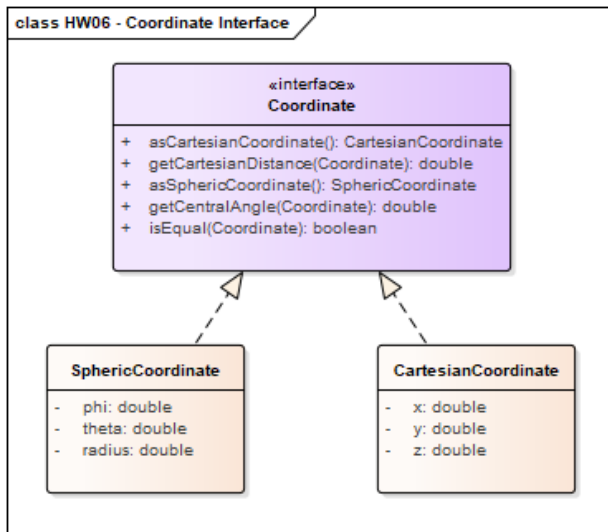 class HW06 - Coordinate Interface
«interface»
Coordinate
+ asCartesianCoordinate(): CartesianCoordinate
+ getCartesianDistance(Coordinate): double
+ asSphericCoordinate(): SphericCoordinate
+ getCentralAngle(Coordinate): double
+ isEqual(Coordinate): boolean
SphericCoordinate
- phi: double
- theta: double
- radius: double
CartesianCoordinate
- x: double
- y: double
- z: double